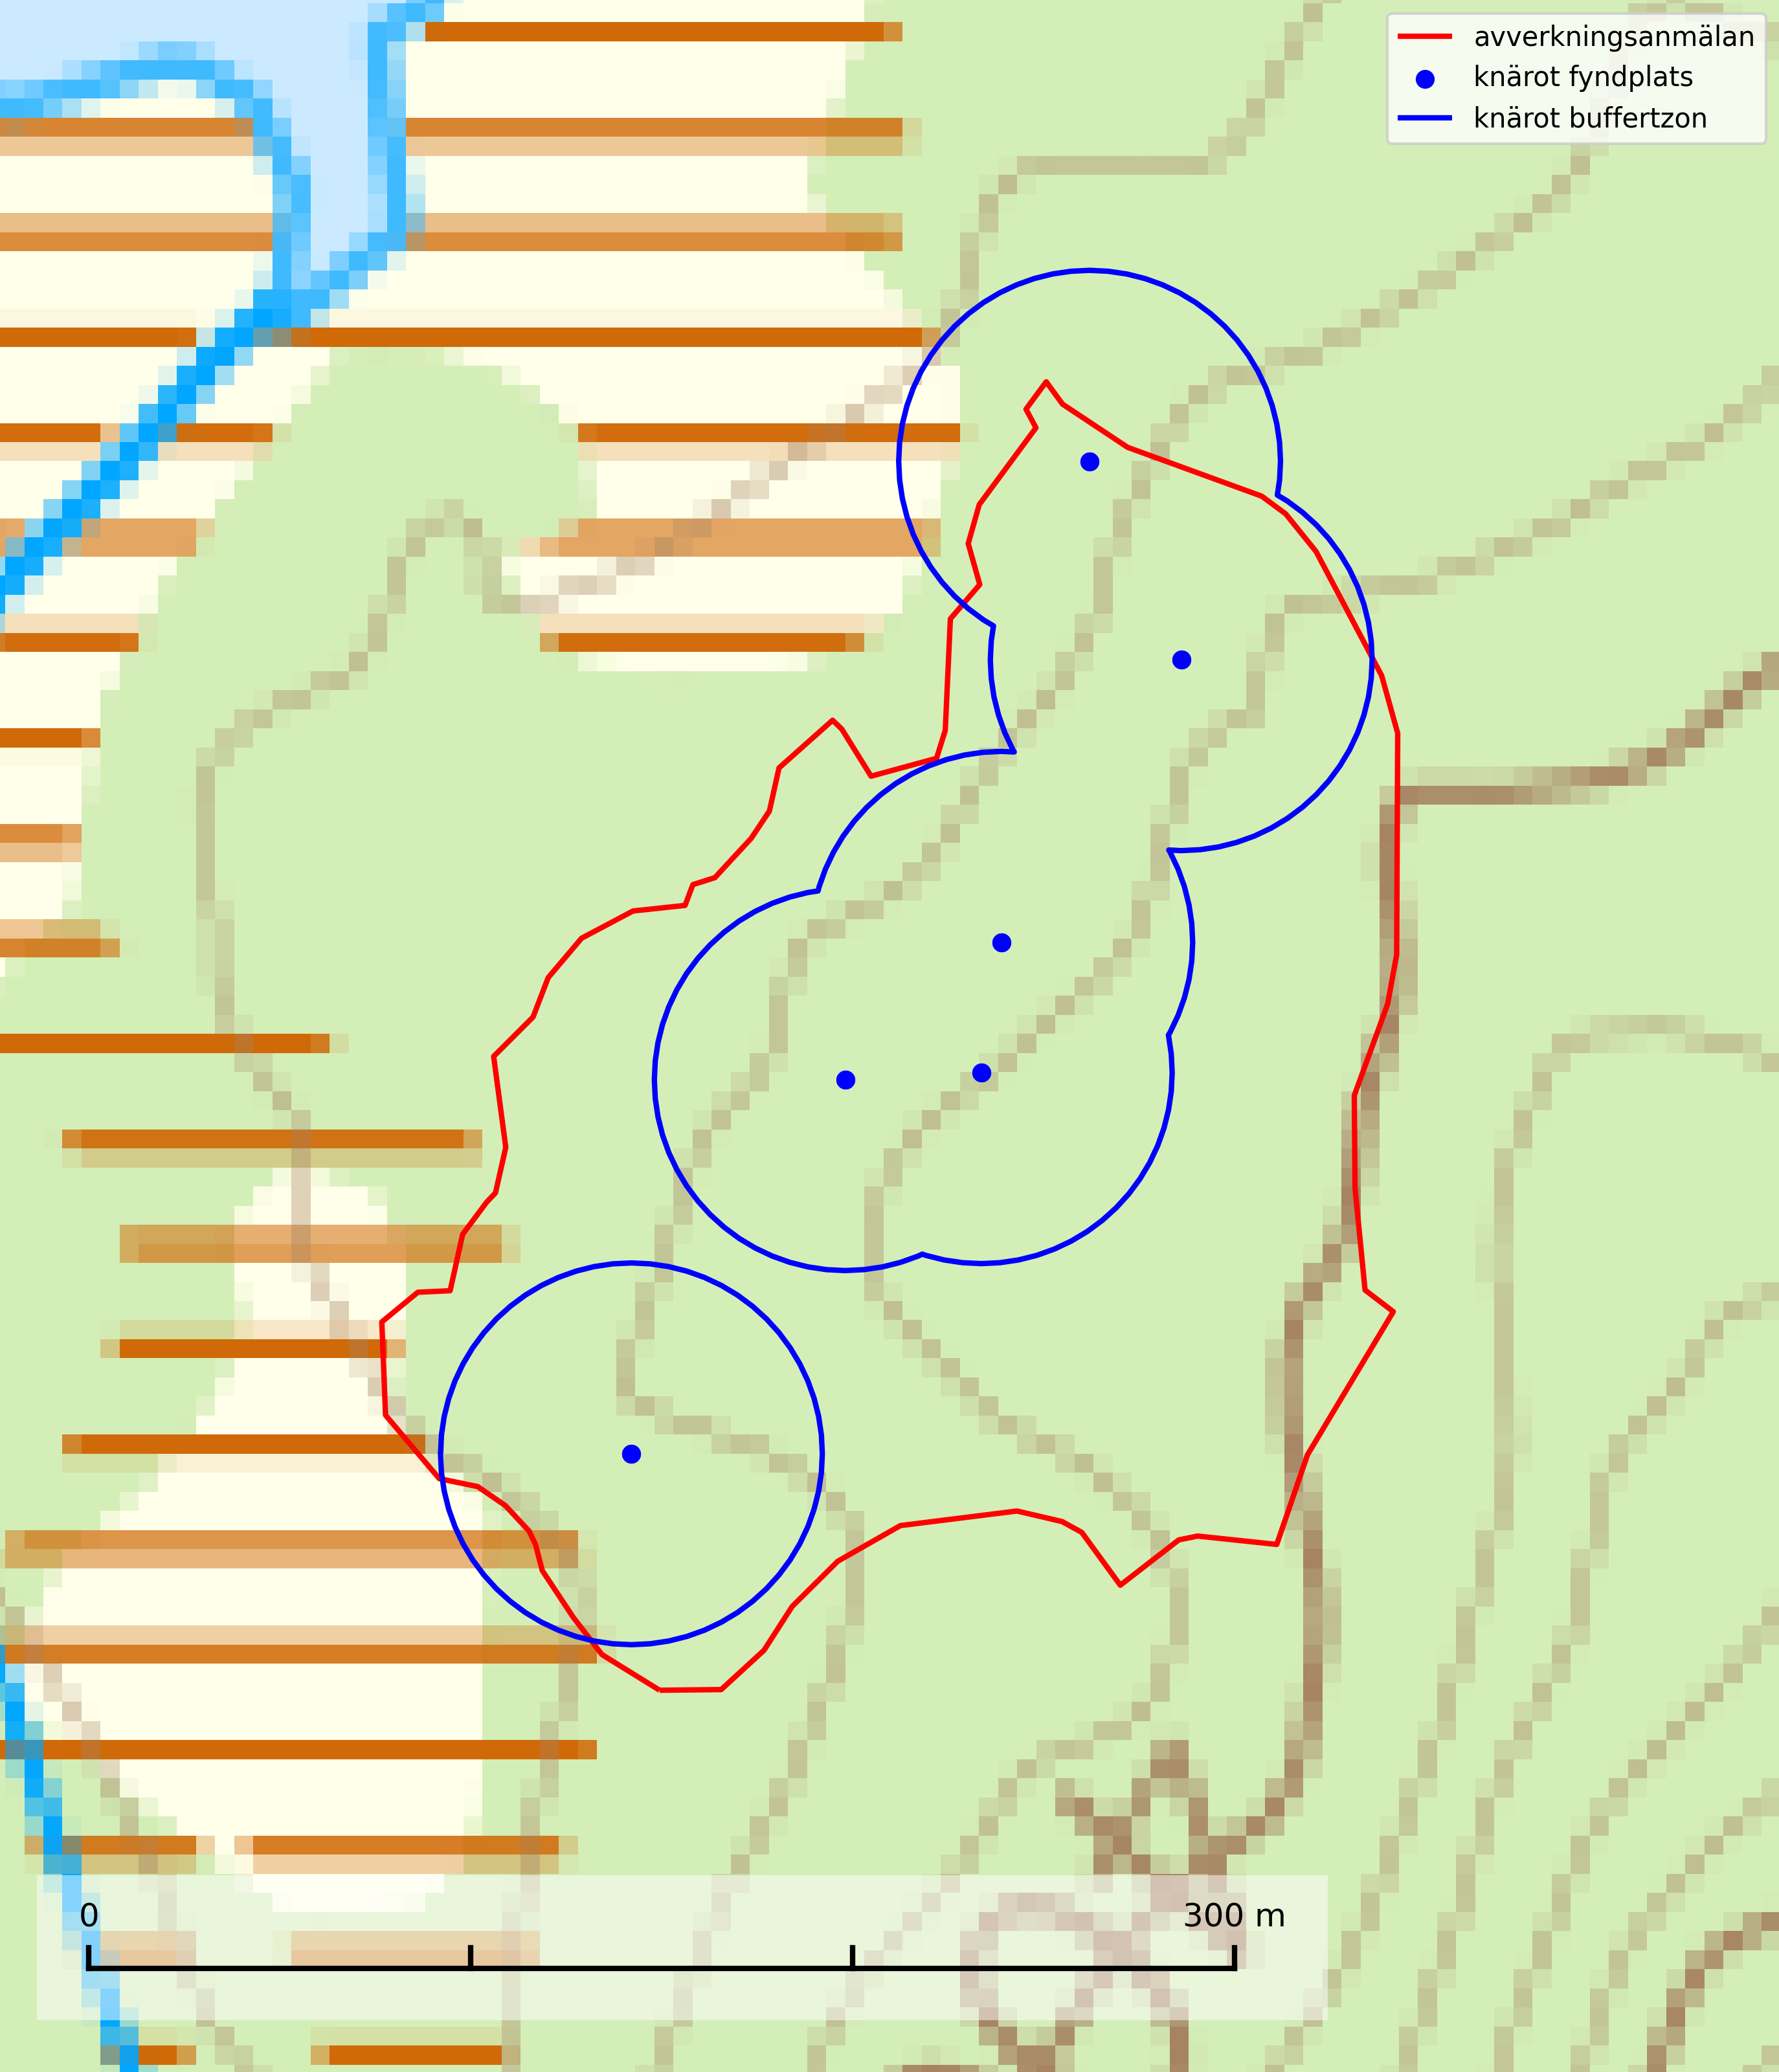 avverkningsanmälan
knärot fyndplats
knärot buffertzon
0
300 m